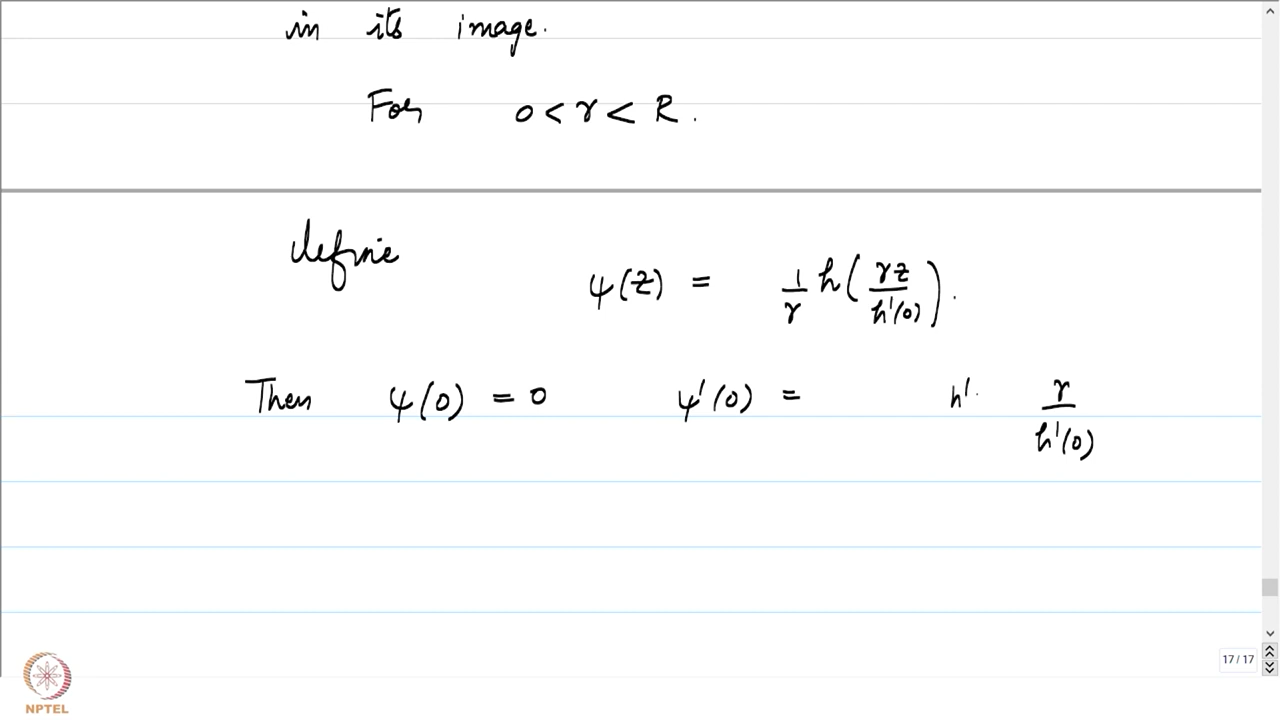 in its image.
For 0 < r < R.
define
ψ(z) = 1/r h(rz/h'(0)).
Then ψ(0) = 0 ψ'(0) = h' r/h'(0)
17 / 17
NPTEL